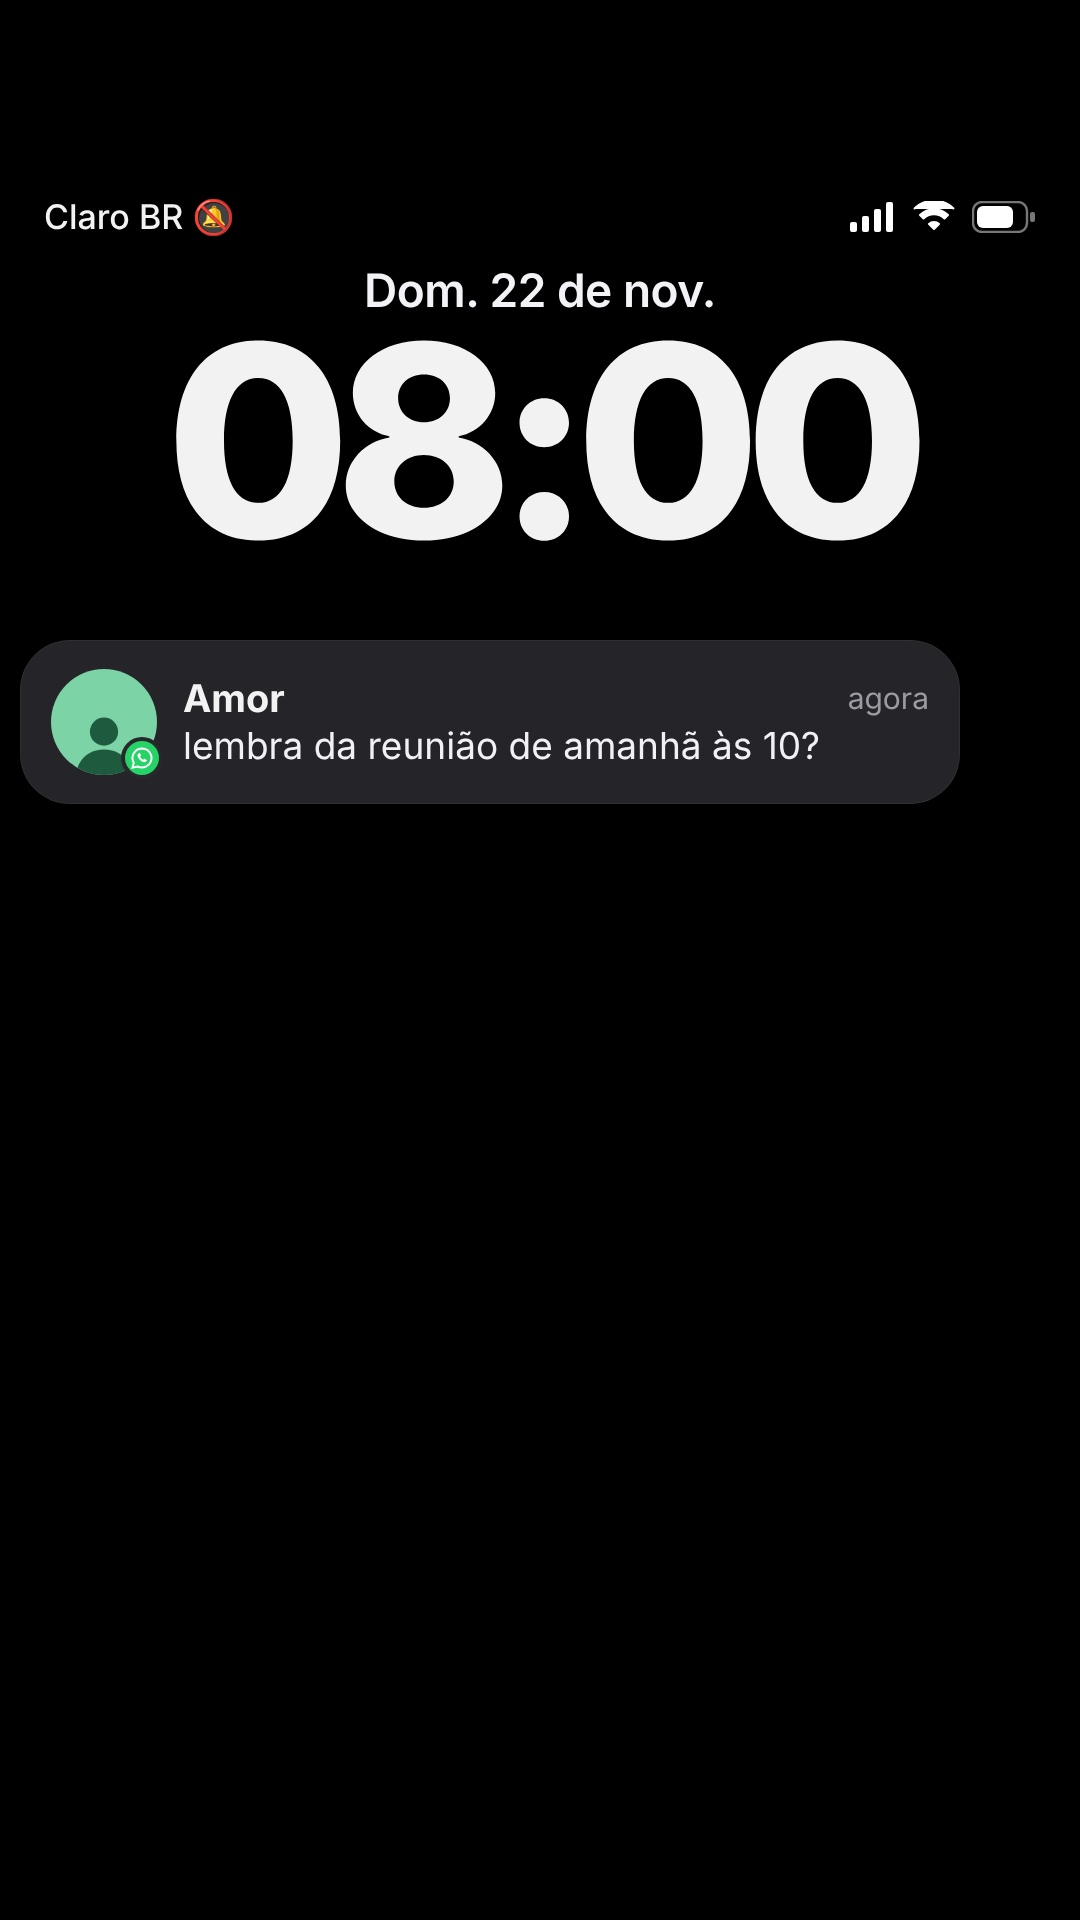 Claro BR
Dom. 22 de nov.
08:00
Amor
agora
lembra da reunião de amanhã às 10?